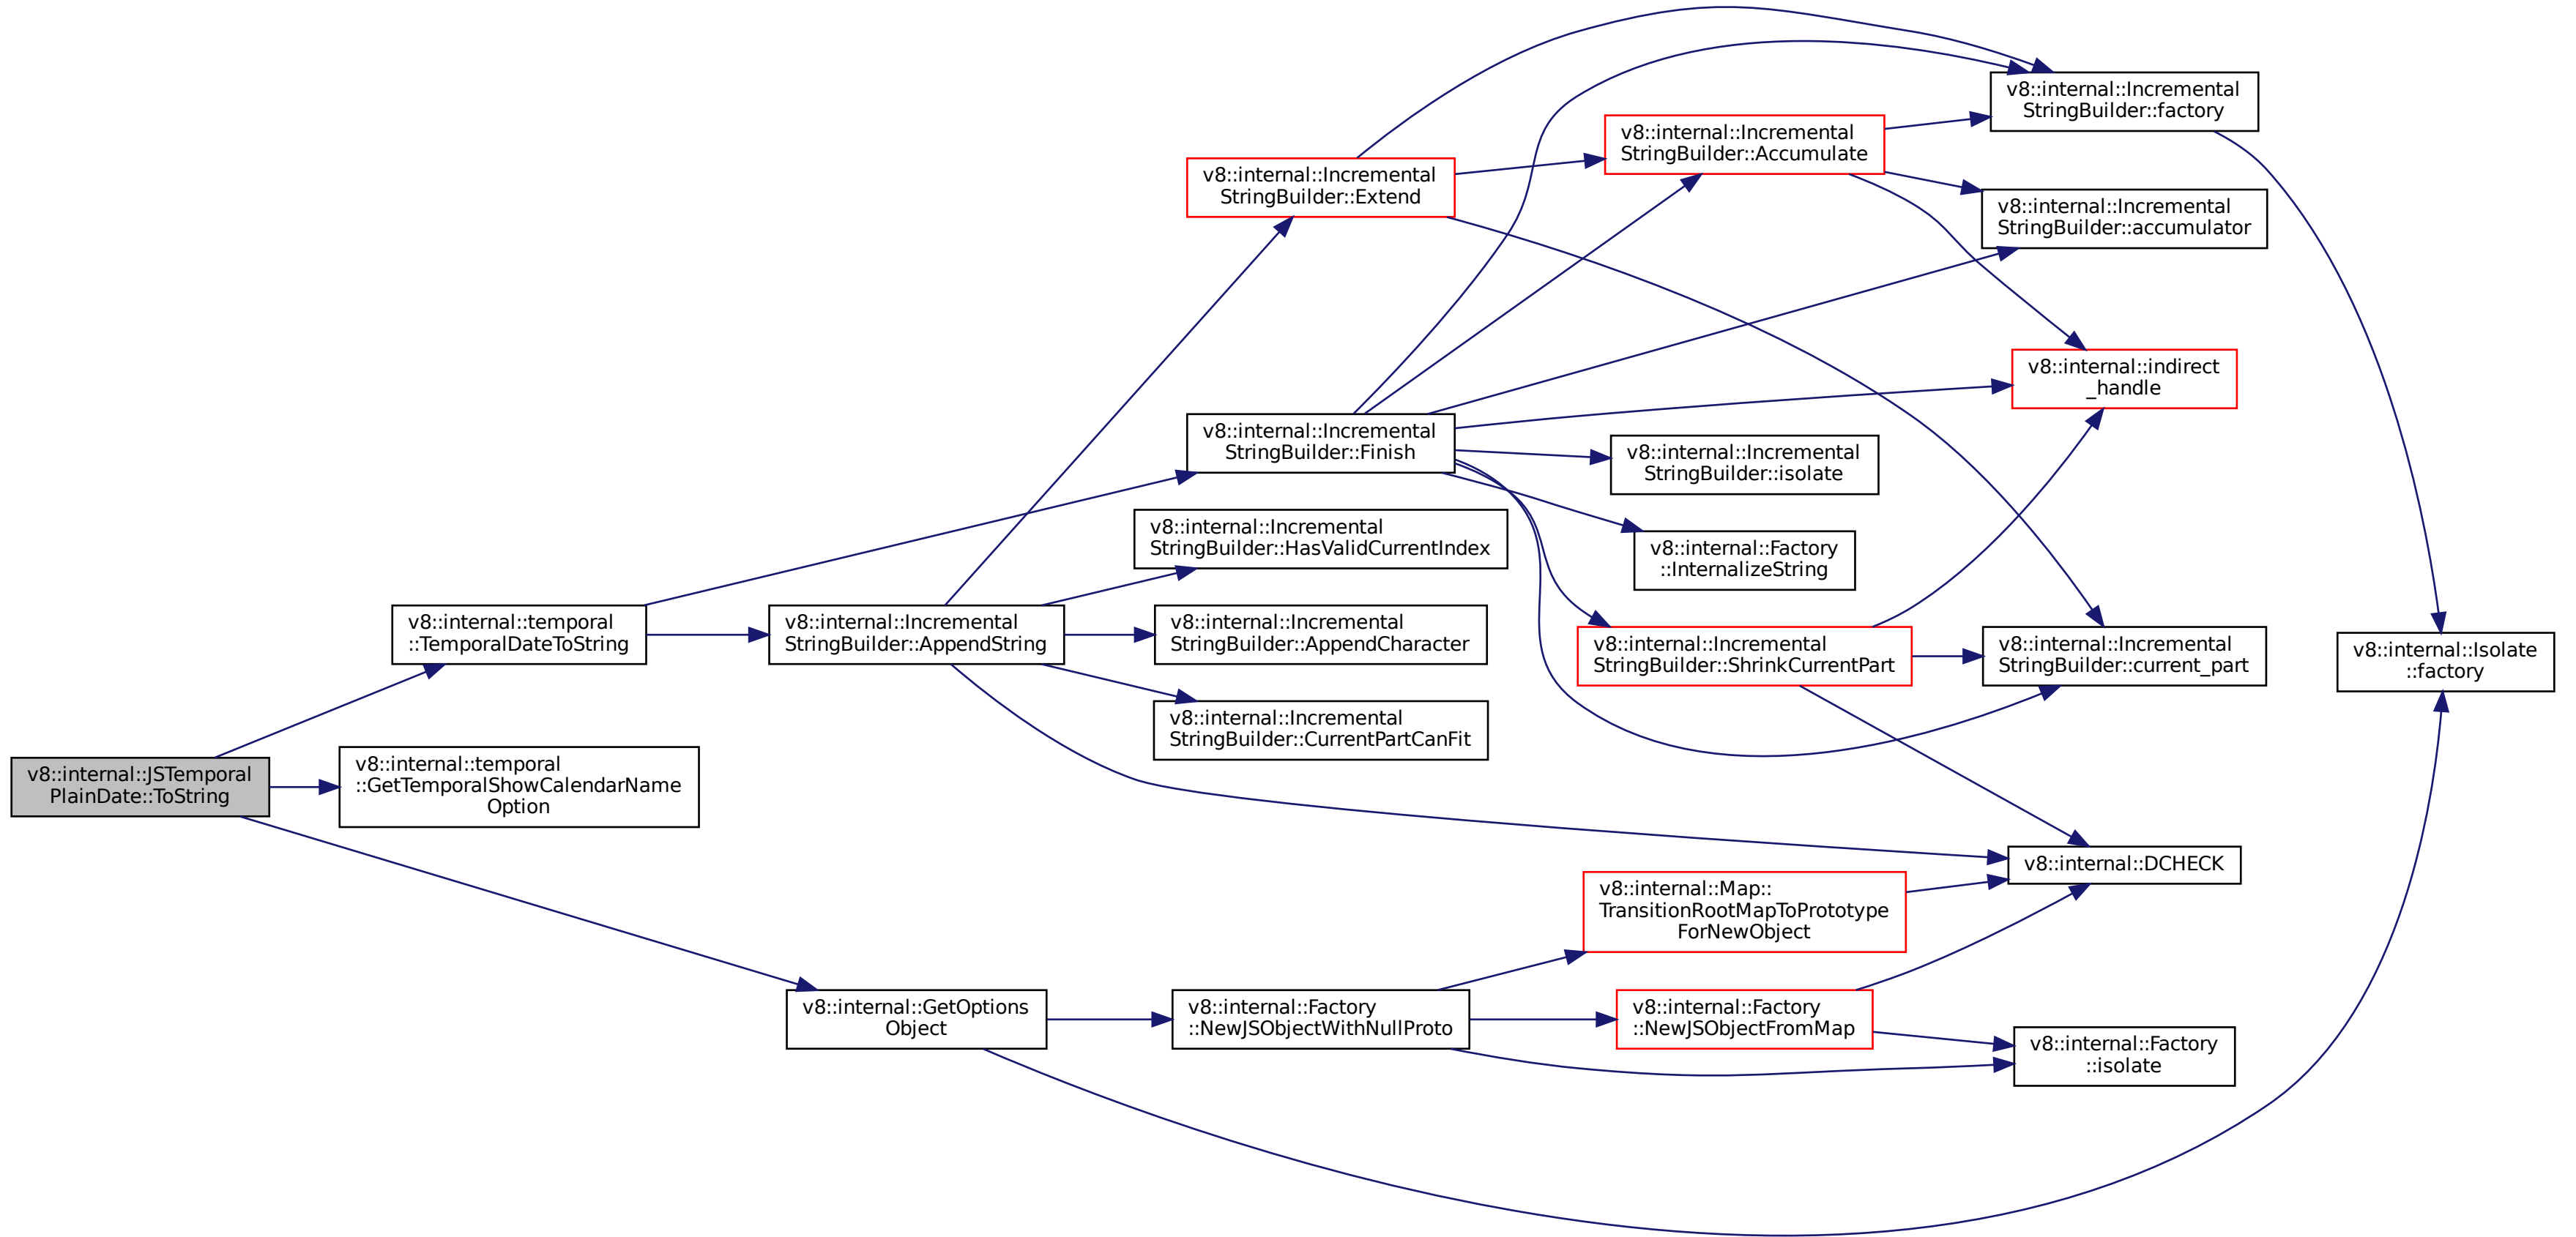 v8::internal::JSTemporal
PlainDate::ToString
v8::internal::temporal
::TemporalDateToString
v8::internal::temporal
::GetTemporalShowCalendarName
Option
v8::internal::GetOptions
Object
v8::internal::Incremental
StringBuilder::AppendString
v8::internal::Incremental
StringBuilder::Extend
v8::internal::Incremental
StringBuilder::Finish
v8::internal::Incremental
StringBuilder::HasValidCurrentIndex
v8::internal::Incremental
StringBuilder::AppendCharacter
v8::internal::Incremental
StringBuilder::CurrentPartCanFit
v8::internal::Factory
::NewJSObjectWithNullProto
v8::internal::Incremental
StringBuilder::Accumulate
v8::internal::Incremental
StringBuilder::isolate
v8::internal::Factory
::InternalizeString
v8::internal::Incremental
StringBuilder::ShrinkCurrentPart
v8::internal::Map::
TransitionRootMapToPrototype
ForNewObject
v8::internal::Factory
::NewJSObjectFromMap
v8::internal::Incremental
StringBuilder::factory
v8::internal::Incremental
StringBuilder::accumulator
v8::internal::indirect
_handle
v8::internal::Incremental
StringBuilder::current_part
v8::internal::DCHECK
v8::internal::Factory
::isolate
v8::internal::Isolate
::factory